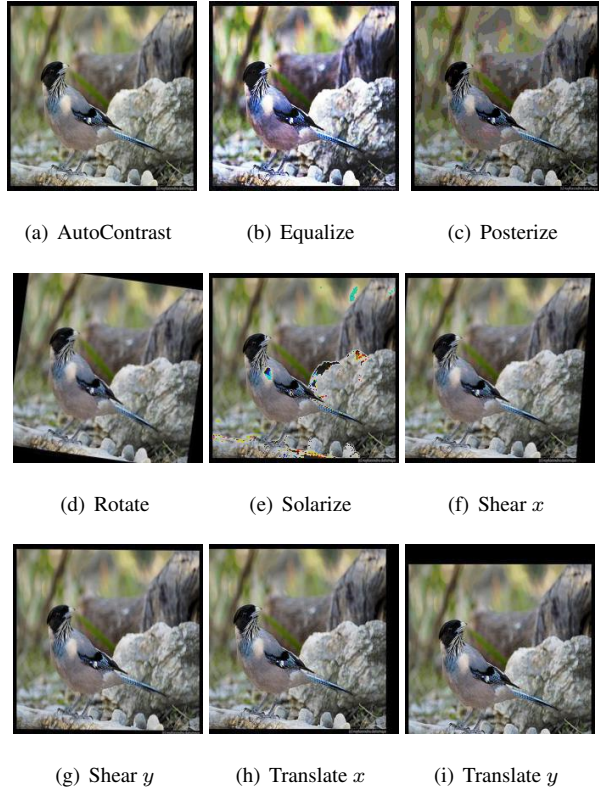 (a) AutoContrast
(b) Equalize
(c) Posterize
(d) Rotate
(e) Solarize
(f) Shear x
(g) Shear y
(h) Translate x
(i) Translate y